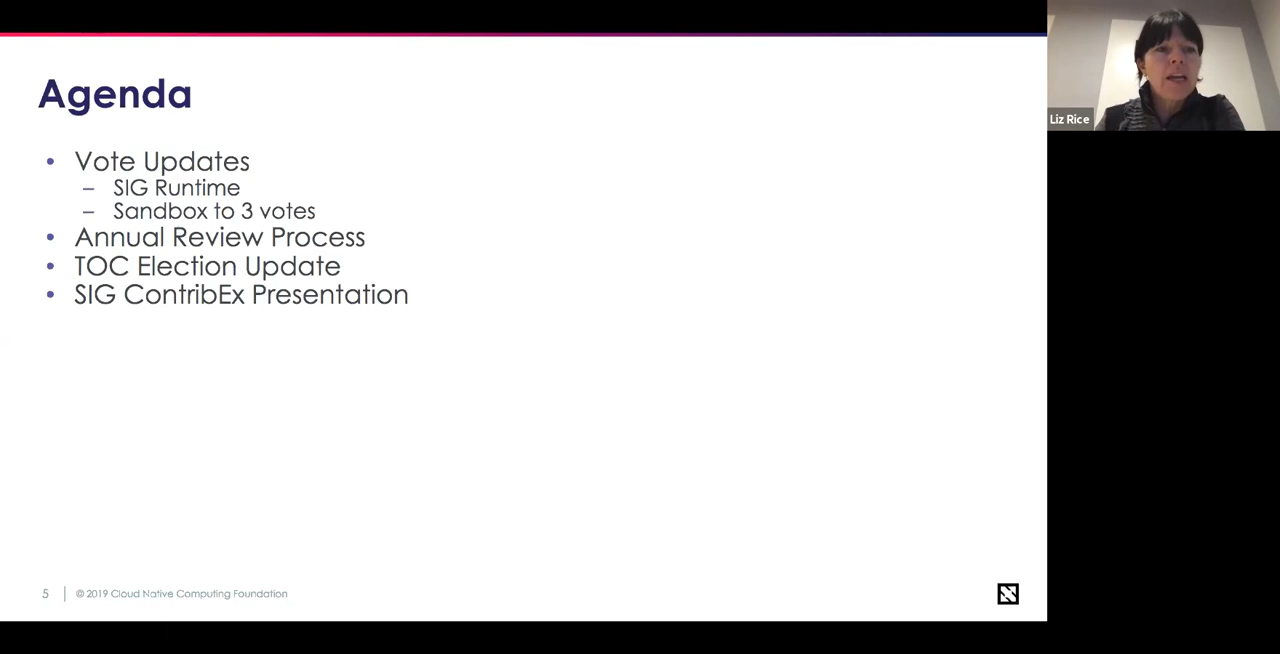 Agenda
• Vote Updates
– SIG Runtime
– Sandbox to 3 votes
• Annual Review Process
• TOC Election Update
• SIG ContribEx Presentation
5 | © 2019 Cloud Native Computing Foundation
Liz Rice